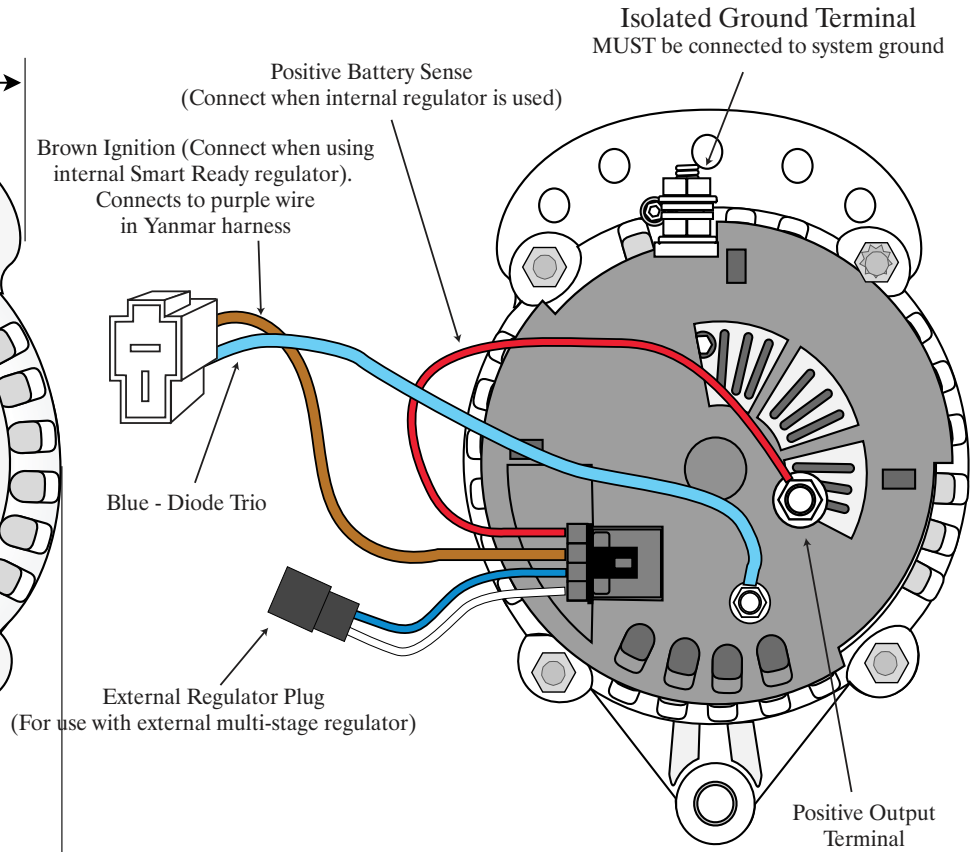 Isolated Ground Terminal
MUST be connected to system ground
Positive Battery Sense
(Connect when internal regulator is used)
Brown Ignition (Connect when using
internal Smart Ready regulator).
Connects to purple wire
in Yanmar harness
Blue - Diode Trio
External Regulator Plug
(For use with external multi-stage regulator)
Positive Output
Terminal